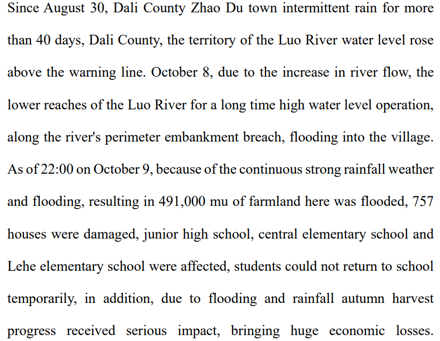 Since August 30, Dali County Zhao Du town intermittent rain for more
than 40 days, Dali County, the territory of the Luo River water level rose
above the warning line. October 8, due to the increase in river flow, the
lower reaches of the Luo River for a long time high water level operation,
along the river's perimeter embankment breach, flooding into the village.
As of 22:00 on October 9, because of the continuous strong rainfall weather
and flooding, resulting in 491,000 mu of farmland here was flooded, 757
houses were damaged, junior high school, central elementary school and
Lehe elementary school were affected, students could not return to school
temporarily, in addition, due to flooding and rainfall autumn harvest
progress received serious impact, bringing huge economic losses.